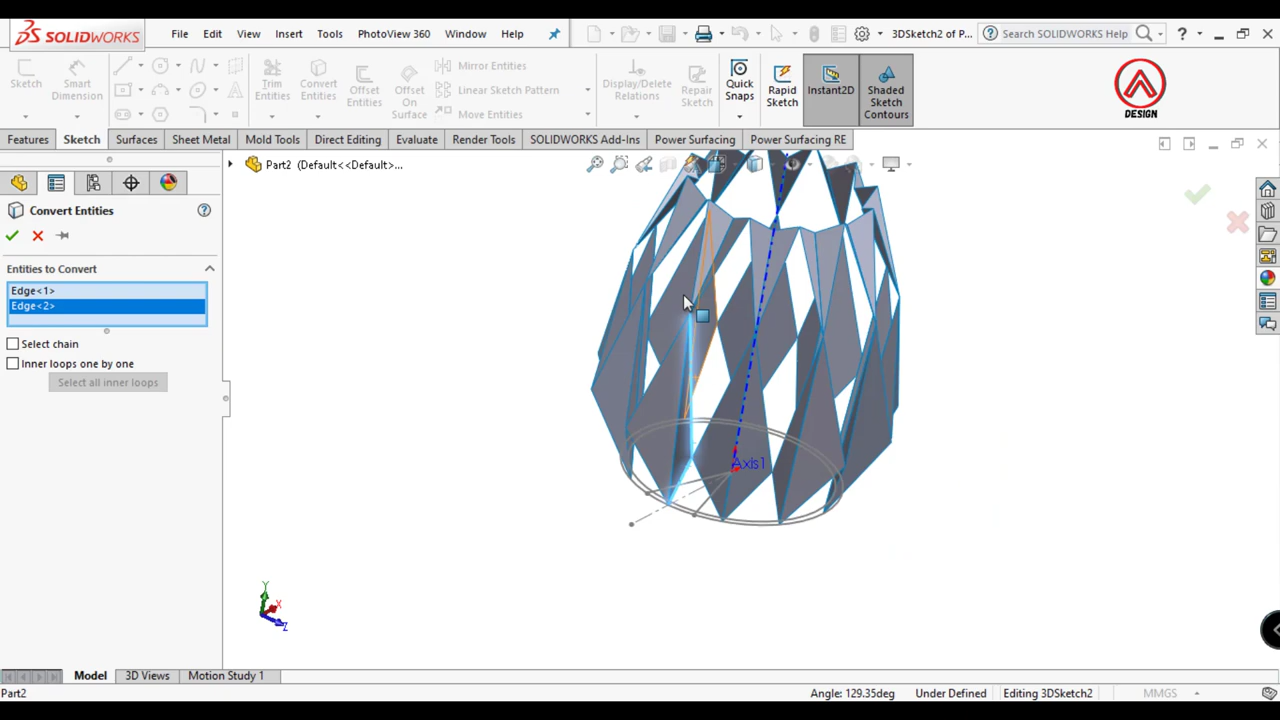 SOLIDWORKS
File Edit View Insert Tools PhotoView 360 Window Help
3DSketch2 of P...
Search SOLIDWORKS Help
?
Sketch
Smart Dimension
Trim Entities
Convert Entities
Offset Entities
Offset On Surface
Mirror Entities
Linear Sketch Pattern
Move Entities
Display/Delete Relations
Repair Sketch
Quick Snaps
Rapid Sketch
Instant2D
Shaded Sketch Contours
DESIGN
Features Sketch Surfaces Sheet Metal Mold Tools Direct Editing Evaluate Render Tools SOLIDWORKS Add-Ins Power Surfacing Power Surfacing RE
Part2 (Default<<Default>...
Convert Entities
?
Entities to Convert
Edge<1>
Edge<2>
Select chain
Inner loops one by one
Select all inner loops
Axis1
Y
X
Z
Model 3D Views Motion Study 1
Part2
Angle: 129.35deg Under Defined Editing 3DSketch2 MMGS